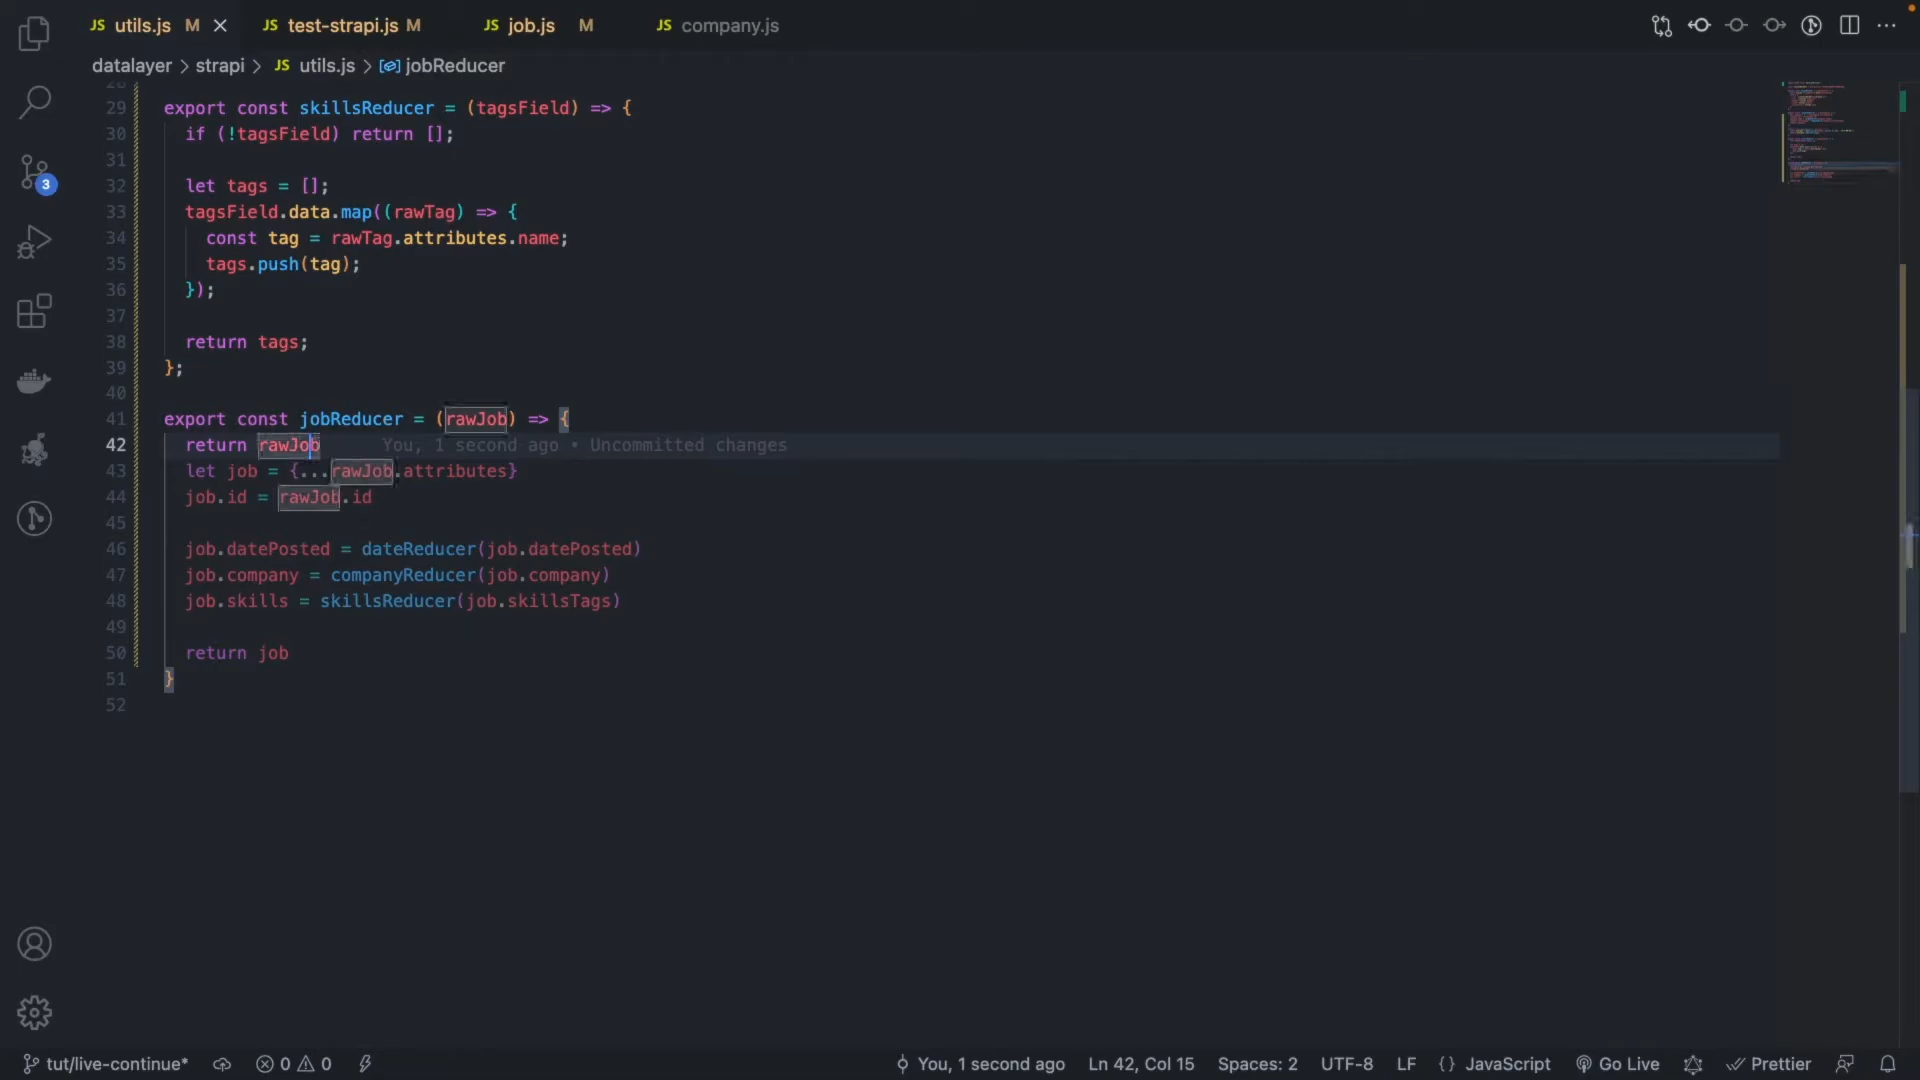 JS utils.js M
JS test-strapi.js M
JS job.js M
JS company.js
datalayer > strapi > JS utils.js > jobReducer
28
29 export const skillsReducer = (tagsField) => {
30 if (!tagsField) return [];
31
32 let tags = [];
33 tagsField.data.map((rawTag) => {
34 const tag = rawTag.attributes.name;
35 tags.push(tag);
36 });
37
38 return tags;
39 };
40
41 export const jobReducer = (rawJob) => {
42 return rawJob You, 1 second ago • Uncommitted changes
43 let job = {...rawJob.attributes}
44 job.id = rawJob.id
45
46 job.datePosted = dateReducer(job.datePosted)
47 job.company = companyReducer(job.company)
48 job.skills = skillsReducer(job.skillsTags)
49
50 return job
51 }
52
3
tut/live-continue* 0 0 You, 1 second ago Ln 42, Col 15 Spaces: 2 UTF-8 LF {} JavaScript Go Live Prettier